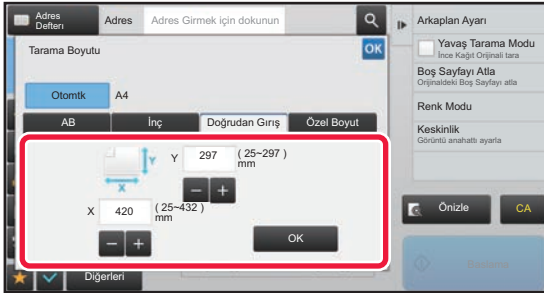 Adres
Defteri
Adres
Adres Girmek için dokunun
Tarama Boyutu
OK
Otomtk
A4
AB
İnç
Doğrudan Giriş
Özel Boyut
Y
Y
297
( 25~297 )
mm
X
X
420
( 25~432 )
mm
OK
Diğerleri
Arkaplan Ayarı
Yavaş Tarama Modu
İnce Kağıt Orijinali tara
Boş Sayfayı Atla
Orijinaldeki Boş Sayfayı atla
Renk Modu
Keskinlik
Görüntü anahattı ayarla
Önizle
CA